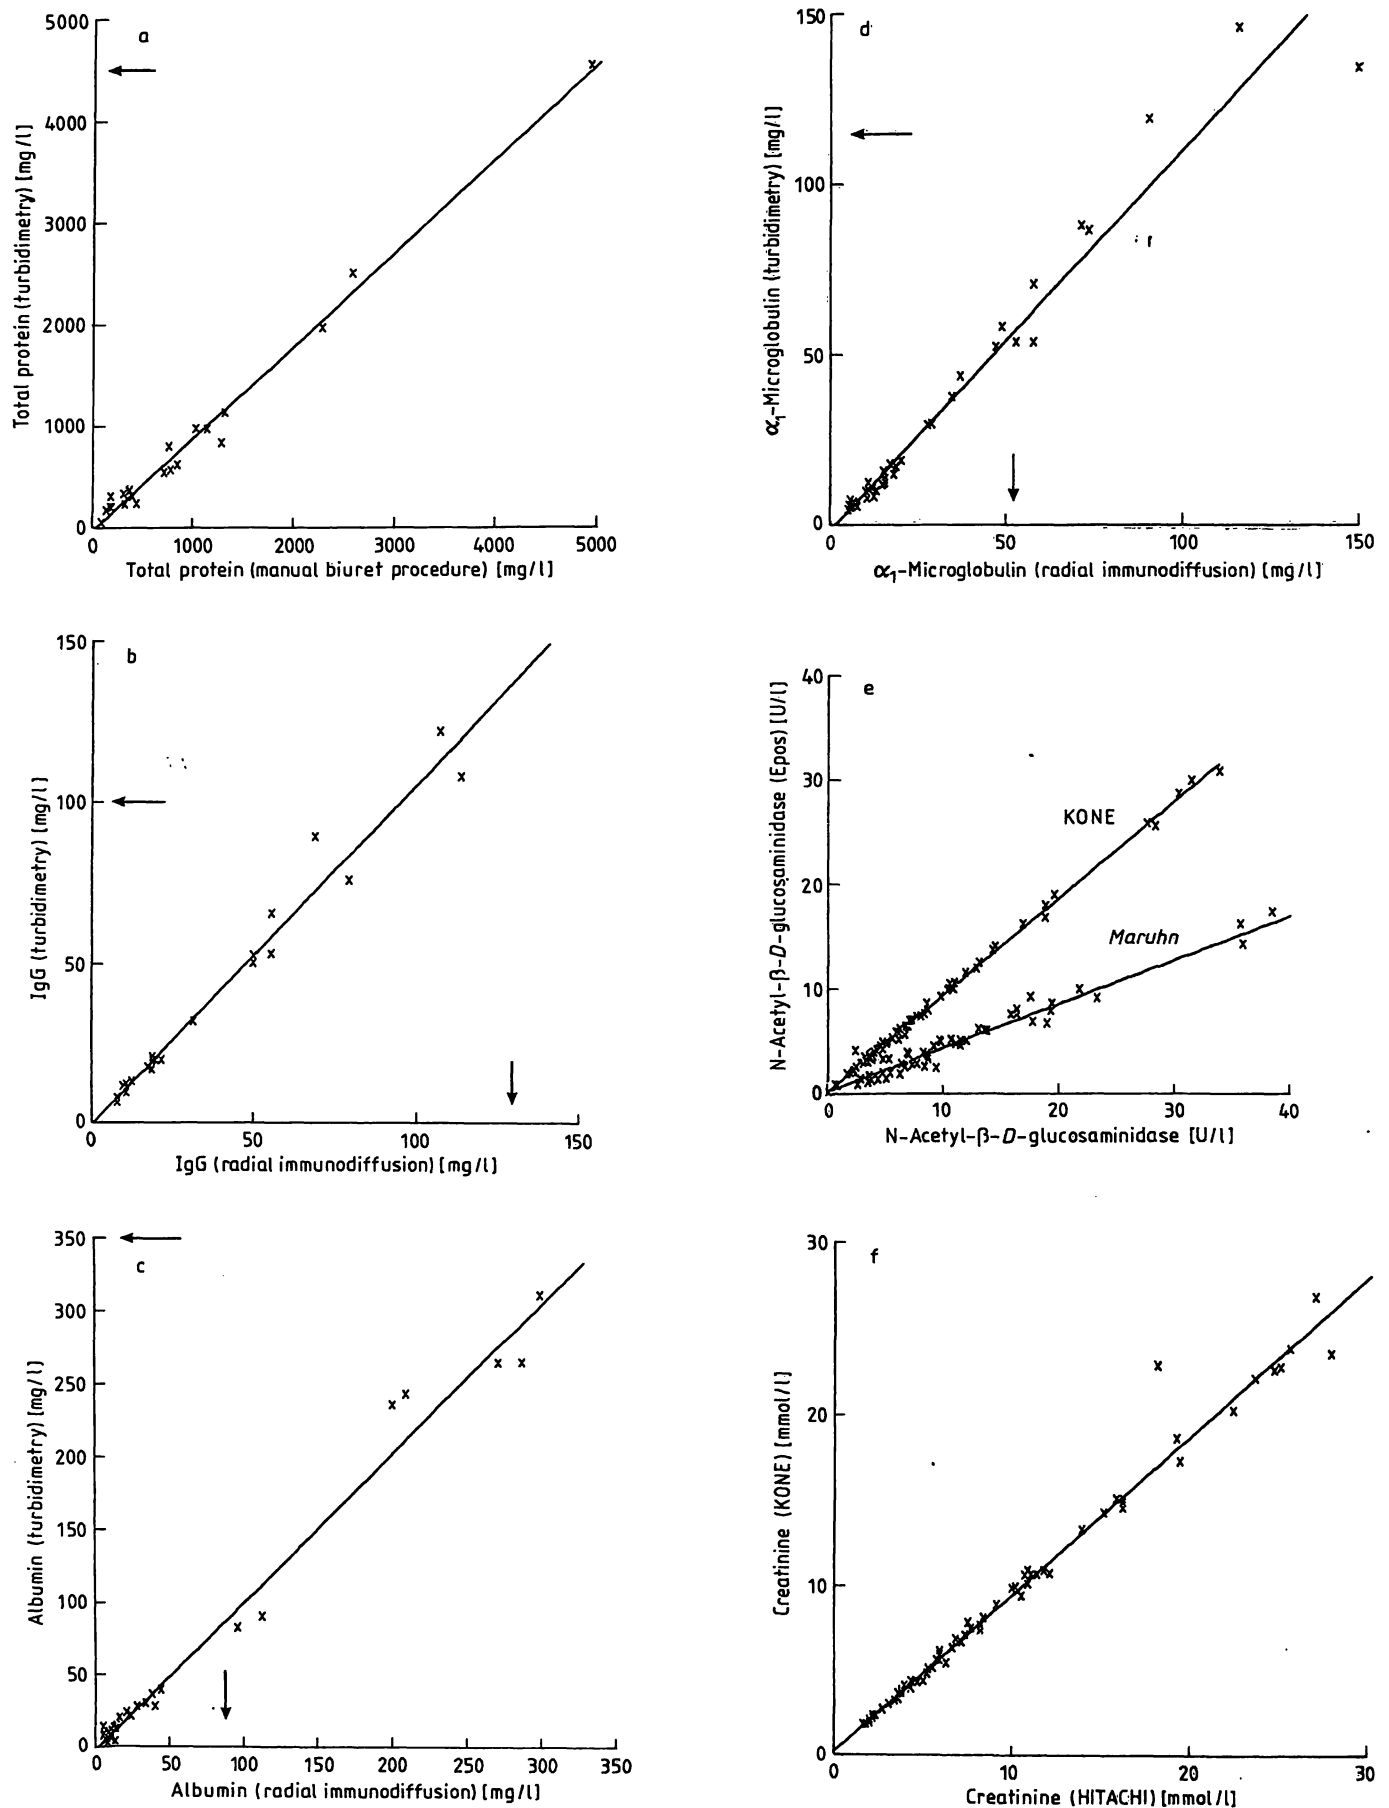 a
5000
4000
3000
2000
1000
0
0 1000 2000 3000 4000 5000
Total protein (turbidimetry) [mg/l]
Total protein (manual biuret procedure) [mg/l]
d
150
100
50
0
0 50 100 150
α1-Microglobulin (turbidimetry) [mg/l]
α1-Microglobulin (radial immunodiffusion) [mg/l]
b
150
100
50
0
0 50 100 150
IgG (turbidimetry) [mg/l]
IgG (radial immunodiffusion) [mg/l]
e
40
30
20
10
0
0 10 20 30 40
KONE
Maruhn
N-Acetyl-β-D-glucosaminidase (Epos) [U/l]
N-Acetyl-β-D-glucosaminidase [U/l]
c
350
300
250
200
150
100
50
0
0 50 100 150 200 250 300 350
Albumin (turbidimetry) [mg/l]
Albumin (radial immunodiffusion) [mg/l]
f
30
20
10
0
0 10 20 30
Creatinine (KONE) [mmol/l]
Creatinine (HITACHI) [mmol/l]